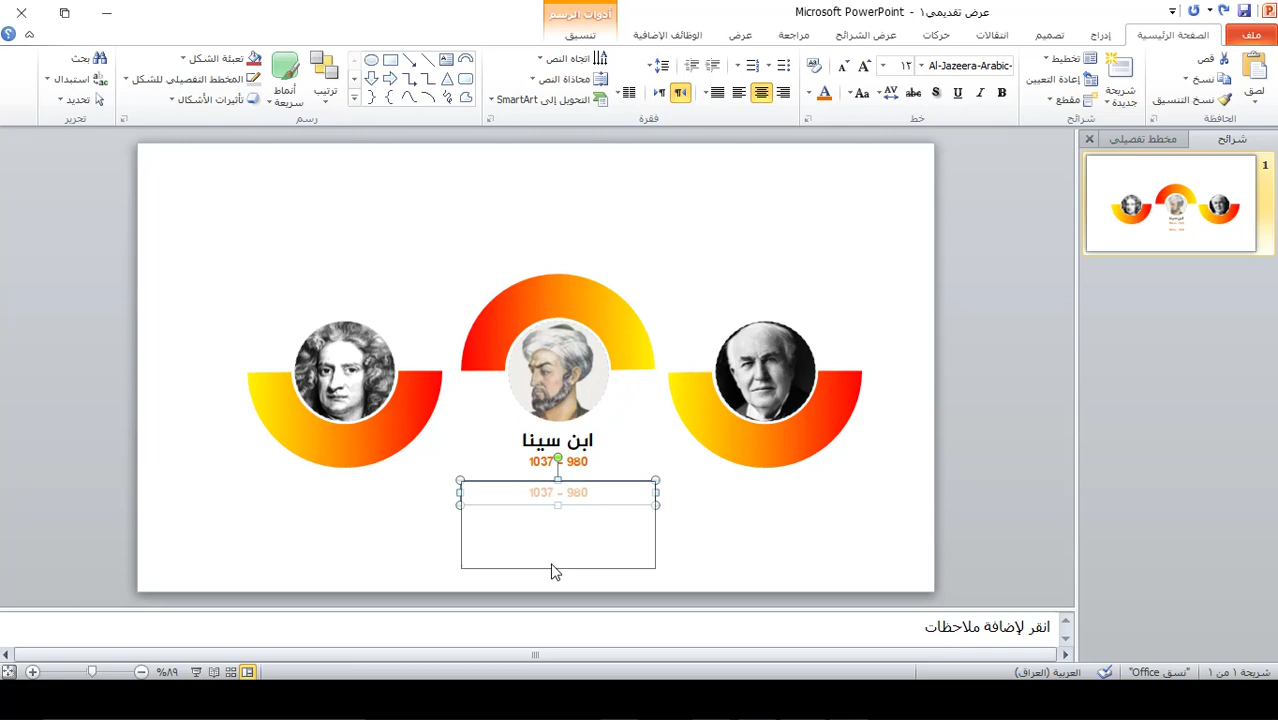 عرض تقديمي١ - Microsoft PowerPoint
أدوات الرسم
ملف
الصفحة الرئيسية
إدراج
تصميم
انتقالات
حركات
عرض الشرائح
مراجعة
عرض
الوظائف الإضافية
تنسيق
لصق
قص
نسخ
نسخ التنسيق
الحافظة
شريحة جديدة
تخطيط
إعادة التعيين
مقطع
شرائح
Al-Jazeera-Arabic-
١٢
B I U S abc AV Aa A
خط
اتجاه النص
محاذاة النص
التحويل إلى SmartArt
فقرة
ترتيب
أنماط سريعة
تعبئة الشكل
المخطط التفصيلي للشكل
تأثيرات الأشكال
رسم
بحث
استبدال
تحديد
تحرير
شرائح
مخطط تفصيلي
1
ابن سينا
980 – 1037
980 – 1037
انقر لإضافة ملاحظات
شريحة ١ من ١
"نسق Office"
العربية (العراق)
%٨٩